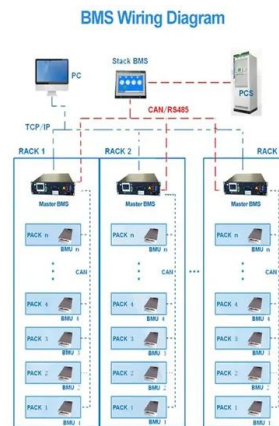 BMS Wiring Diagram
PC
Stack BMS
PCS
CAN/RS485
TCP/IP
RACK 1
RACK 2
RACK n
Master BMS
Master BMS
Master BMS
PACK n
BMU n
PACK n
BMU n
PACK n
BMU n
CAN
CAN
CAN
...
PACK 4
BMU 4
PACK 4
BMU 4
PACK 4
BMU 4
PACK 3
BMU 3
PACK 3
BMU 3
PACK 3
BMU 3
PACK 2
BMU 2
PACK 2
BMU 2
PACK 2
BMU 2
PACK 1
BMU 1
PACK 1
BMU 1
PACK 1
BMU 1